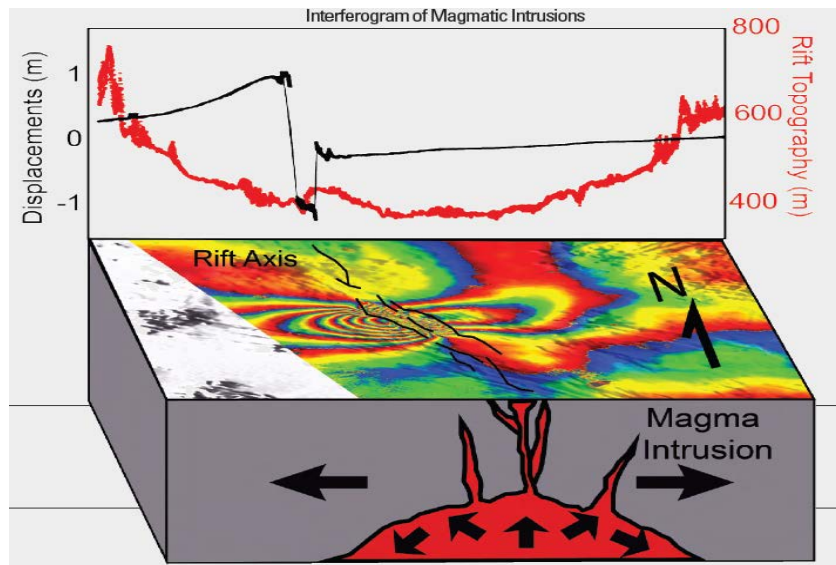 Interferogram of Magmatic Intrusions
Displacements (m)
1
0
-1
800
600
400
Rift Topography (m)
Rift Axis
N
Magma
Intrusion